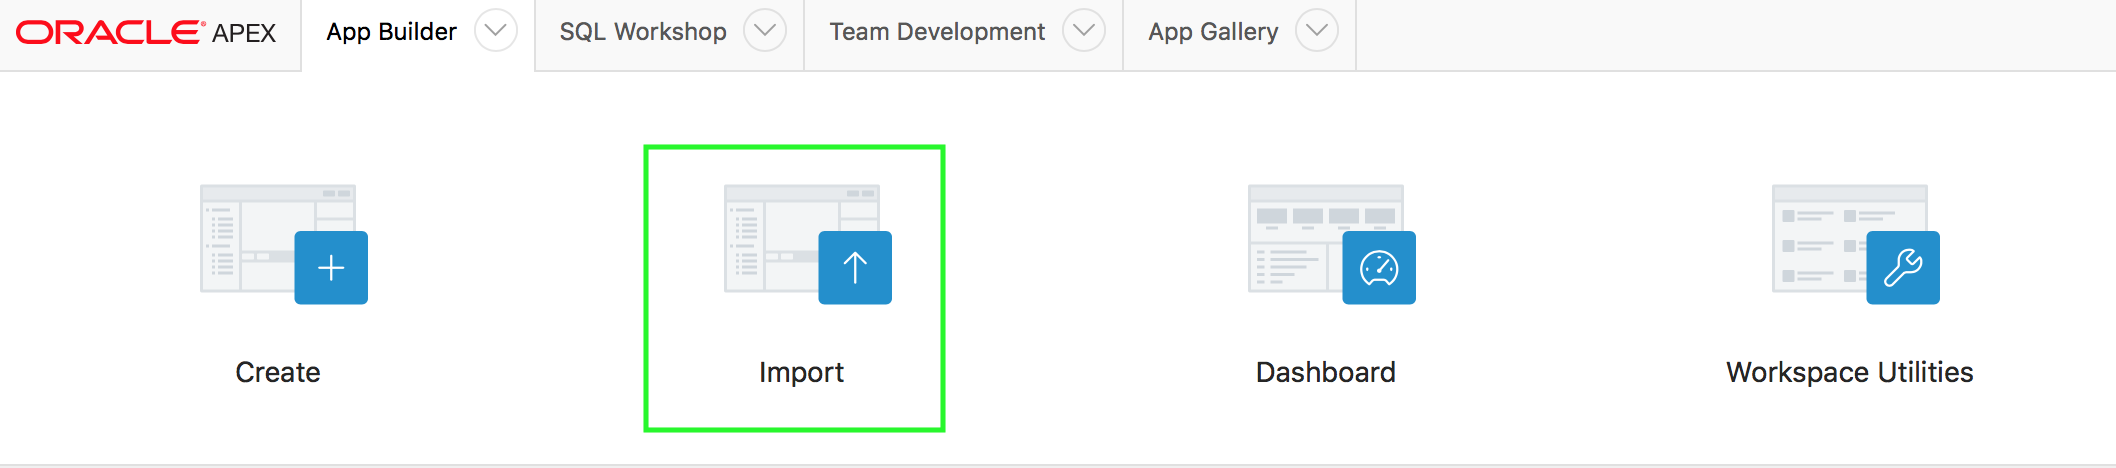 ORACLE® APEX App Builder SQL Workshop Team Development App Gallery
Create Import Dashboard Workspace Utilities